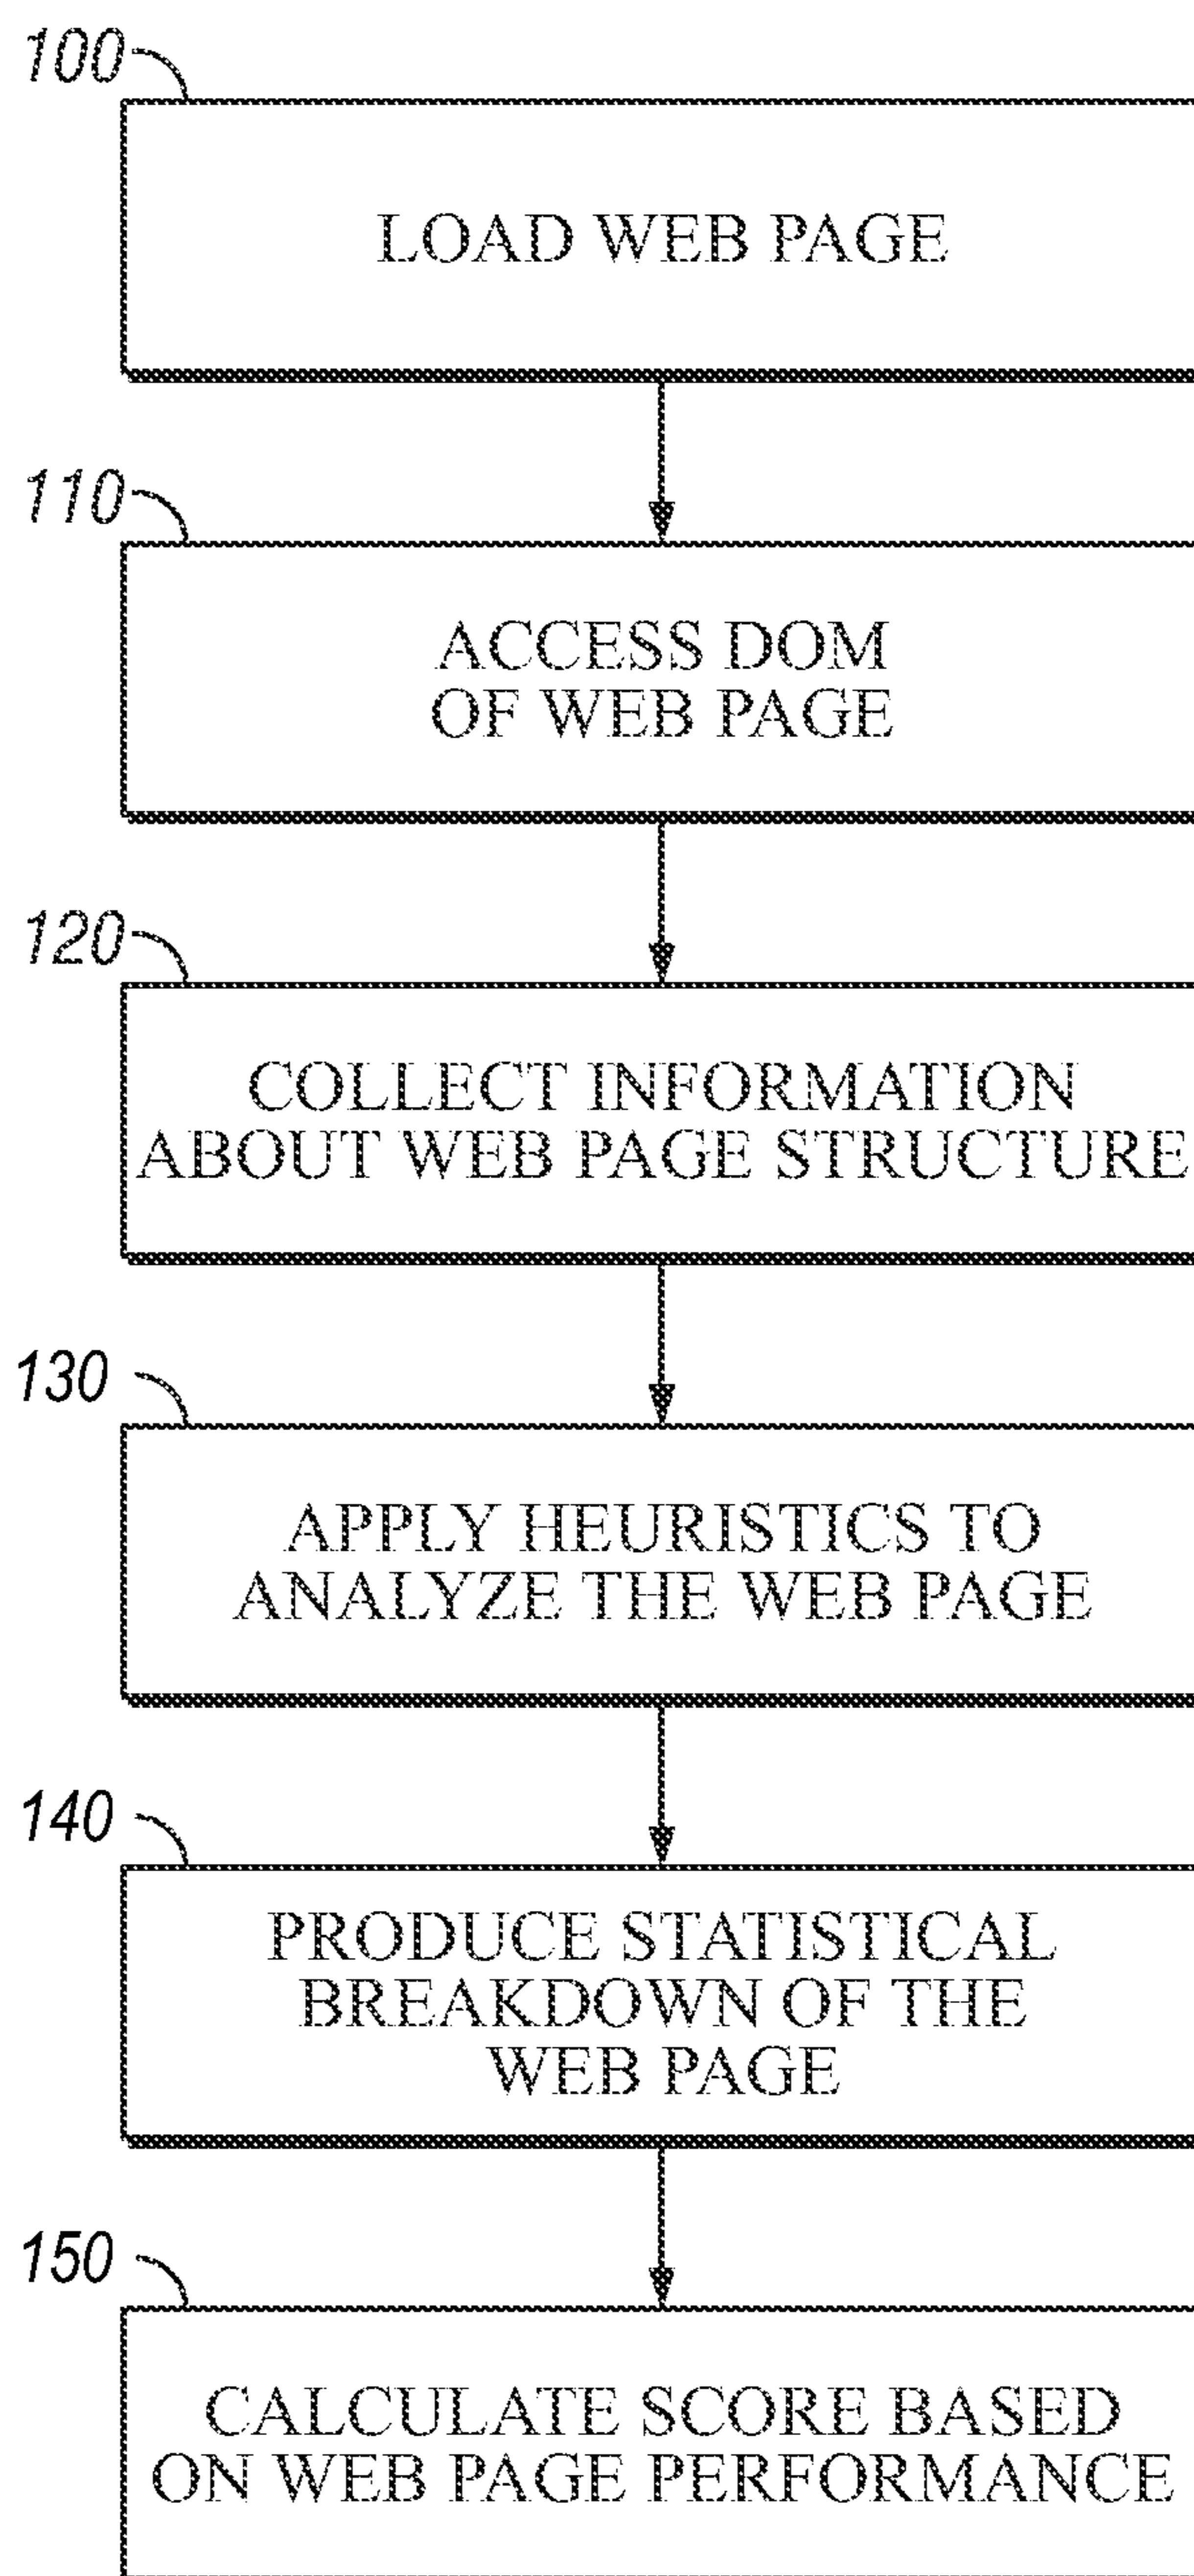 100
LOAD WEB PAGE
110
ACCESS DOM
OF WEB PAGE
120
COLLECT INFORMATION
ABOUT WEB PAGE STRUCTURE
130
APPLY HEURISTICS TO
ANALYZE THE WEB PAGE
140
PRODUCE STATISTICAL
BREAKDOWN OF THE
WEB PAGE
150
CALCULATE SCORE BASED
ON WEB PAGE PERFORMANCE